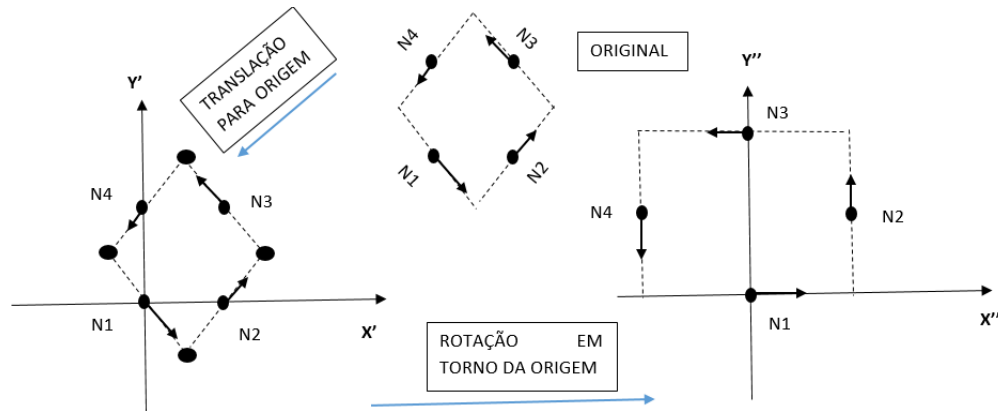 TRANSLAÇÃO
PARA ORIGEM
N4
N3
N1
N2
ORIGINAL
Y'
N4
N3
N1
N2
X'
Y''
N3
N4
N2
N1
X''
ROTAÇÃO EM
TORNO DA ORIGEM